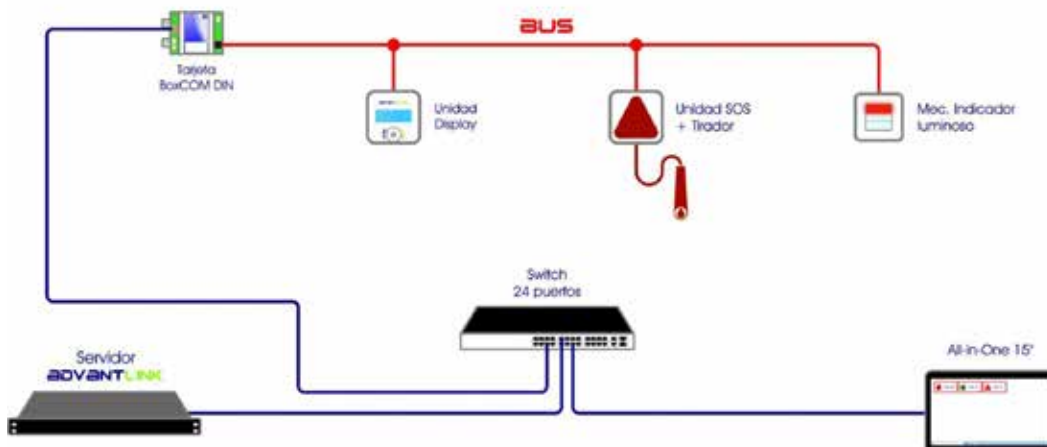 BUS
Tarjeta
BoxCOM DIN
Unidad
Display
Unidad SOS
+ Tirador
Mec. Indicador
luminoso
Switch
24 puertos
Servidor
ADVANTLINK
All-in-One 15"